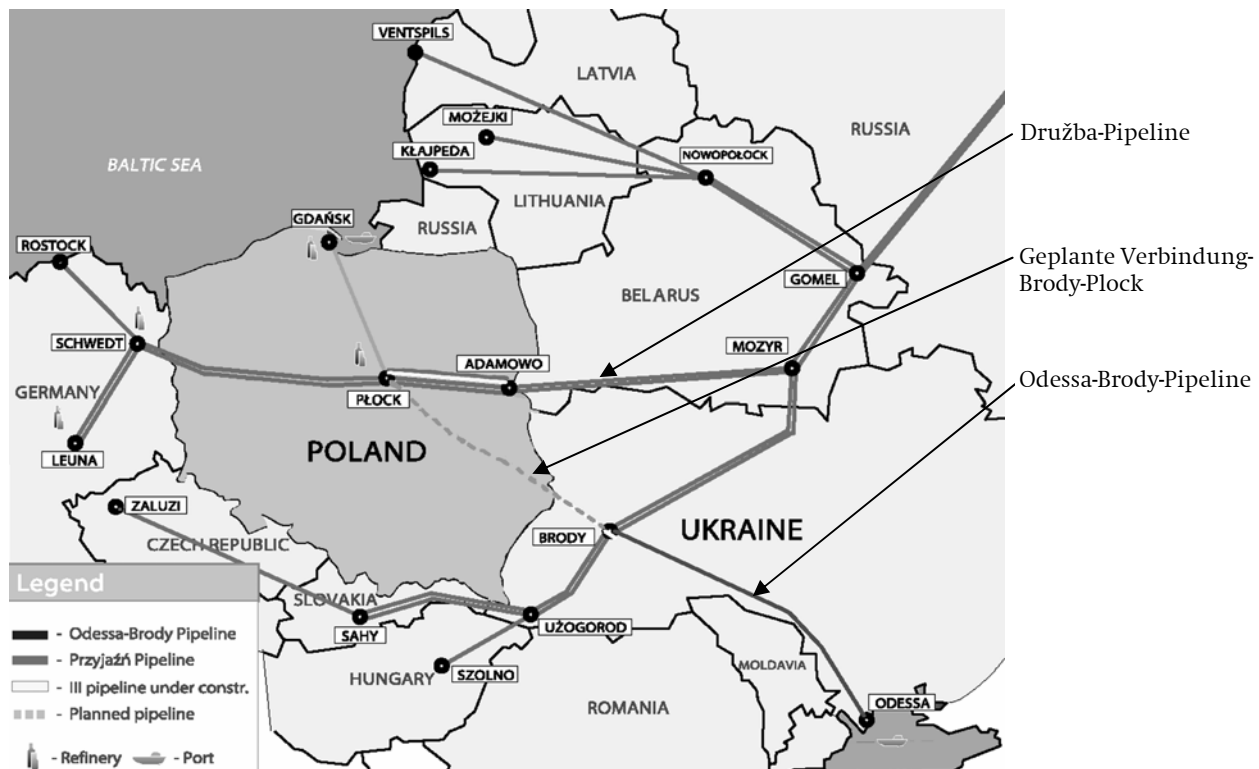 VENTSPILS
LATVIA
RUSSIA
MOŻEJKI
Družba-Pipeline
KŁAJPEDA
NOWOPOŁOCK
BALTIC SEA
LITHUANIA
GDAŃSK
RUSSIA
ROSTOCK
Geplante Verbindung-
Brody-Plock
GOMEL
BELARUS
SCHWEDT
MOZYR
ADAMOWO
GERMANY
PŁOCK
Odessa-Brody-Pipeline
POLAND
LEUNA
ZALUZI
UKRAINE
BRODY
CZECH REPUBLIC
Legend
SLOVAKIA
UŻOGOROD
SAHY
- Odessa-Brody Pipeline
- Przyjaźń Pipeline
MOLDAVIA
SZOLNO
HUNGARY
- III pipeline under constr.
ODESSA
ROMANIA
- Planned pipeline
- Refinery
- Port